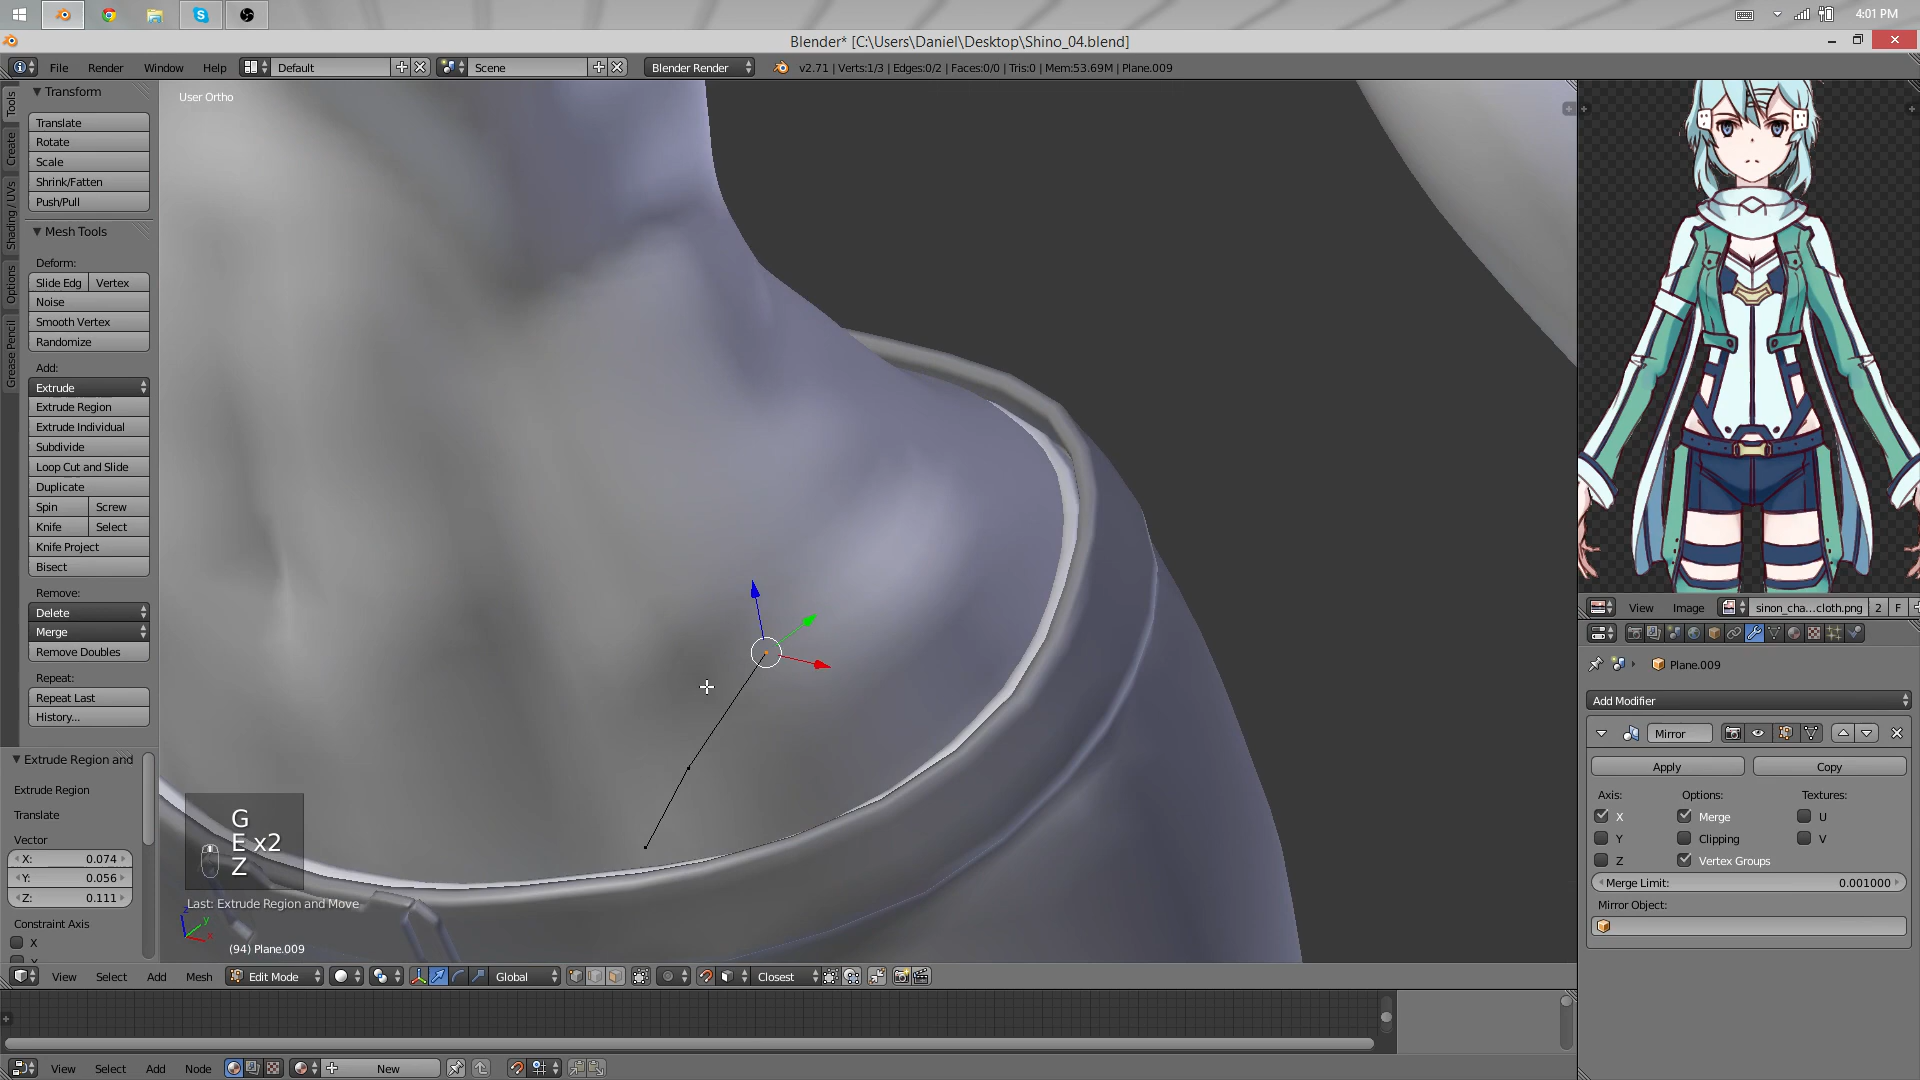 4:01 PM
Blender* [C:\Users\Daniel\Desktop\Shino_04.blend]
File Render Window Help Default Scene Blender Render v2.71 | Verts:1/3 | Edges:0/2 | Faces:0/0 | Tris:0 | Mem:53.69M | Plane.009
Tools
Create
Shading / UVs
Options
Grease Pencil
Transform
Translate
Rotate
Scale
Shrink/Fatten
Push/Pull
Mesh Tools
Deform:
Slide Edg Vertex
Noise
Smooth Vertex
Randomize
Add:
Extrude
Extrude Region
Extrude Individual
Subdivide
Loop Cut and Slide
Duplicate
Spin Screw
Knife Select
Knife Project
Bisect
Remove:
Delete
Merge
Remove Doubles
Repeat:
Repeat Last
History...
Extrude Region and
Extrude Region
Translate
Vector
X: 0.074
Y: 0.056
Z: 0.111
Constraint Axis
X
Y
User Ortho
G
E x2
Z
Last: Extrude Region and Move
z
y
x
(94) Plane.009
View Select Add Mesh Edit Mode Global Closest
View Select Add Node New
View Image sinon_cha...cloth.png 2 F
Plane.009
Add Modifier
Mirror
Apply Copy
Axis: Options: Textures:
X Merge U
Y Clipping V
Z Vertex Groups
Merge Limit: 0.001000
Mirror Object: